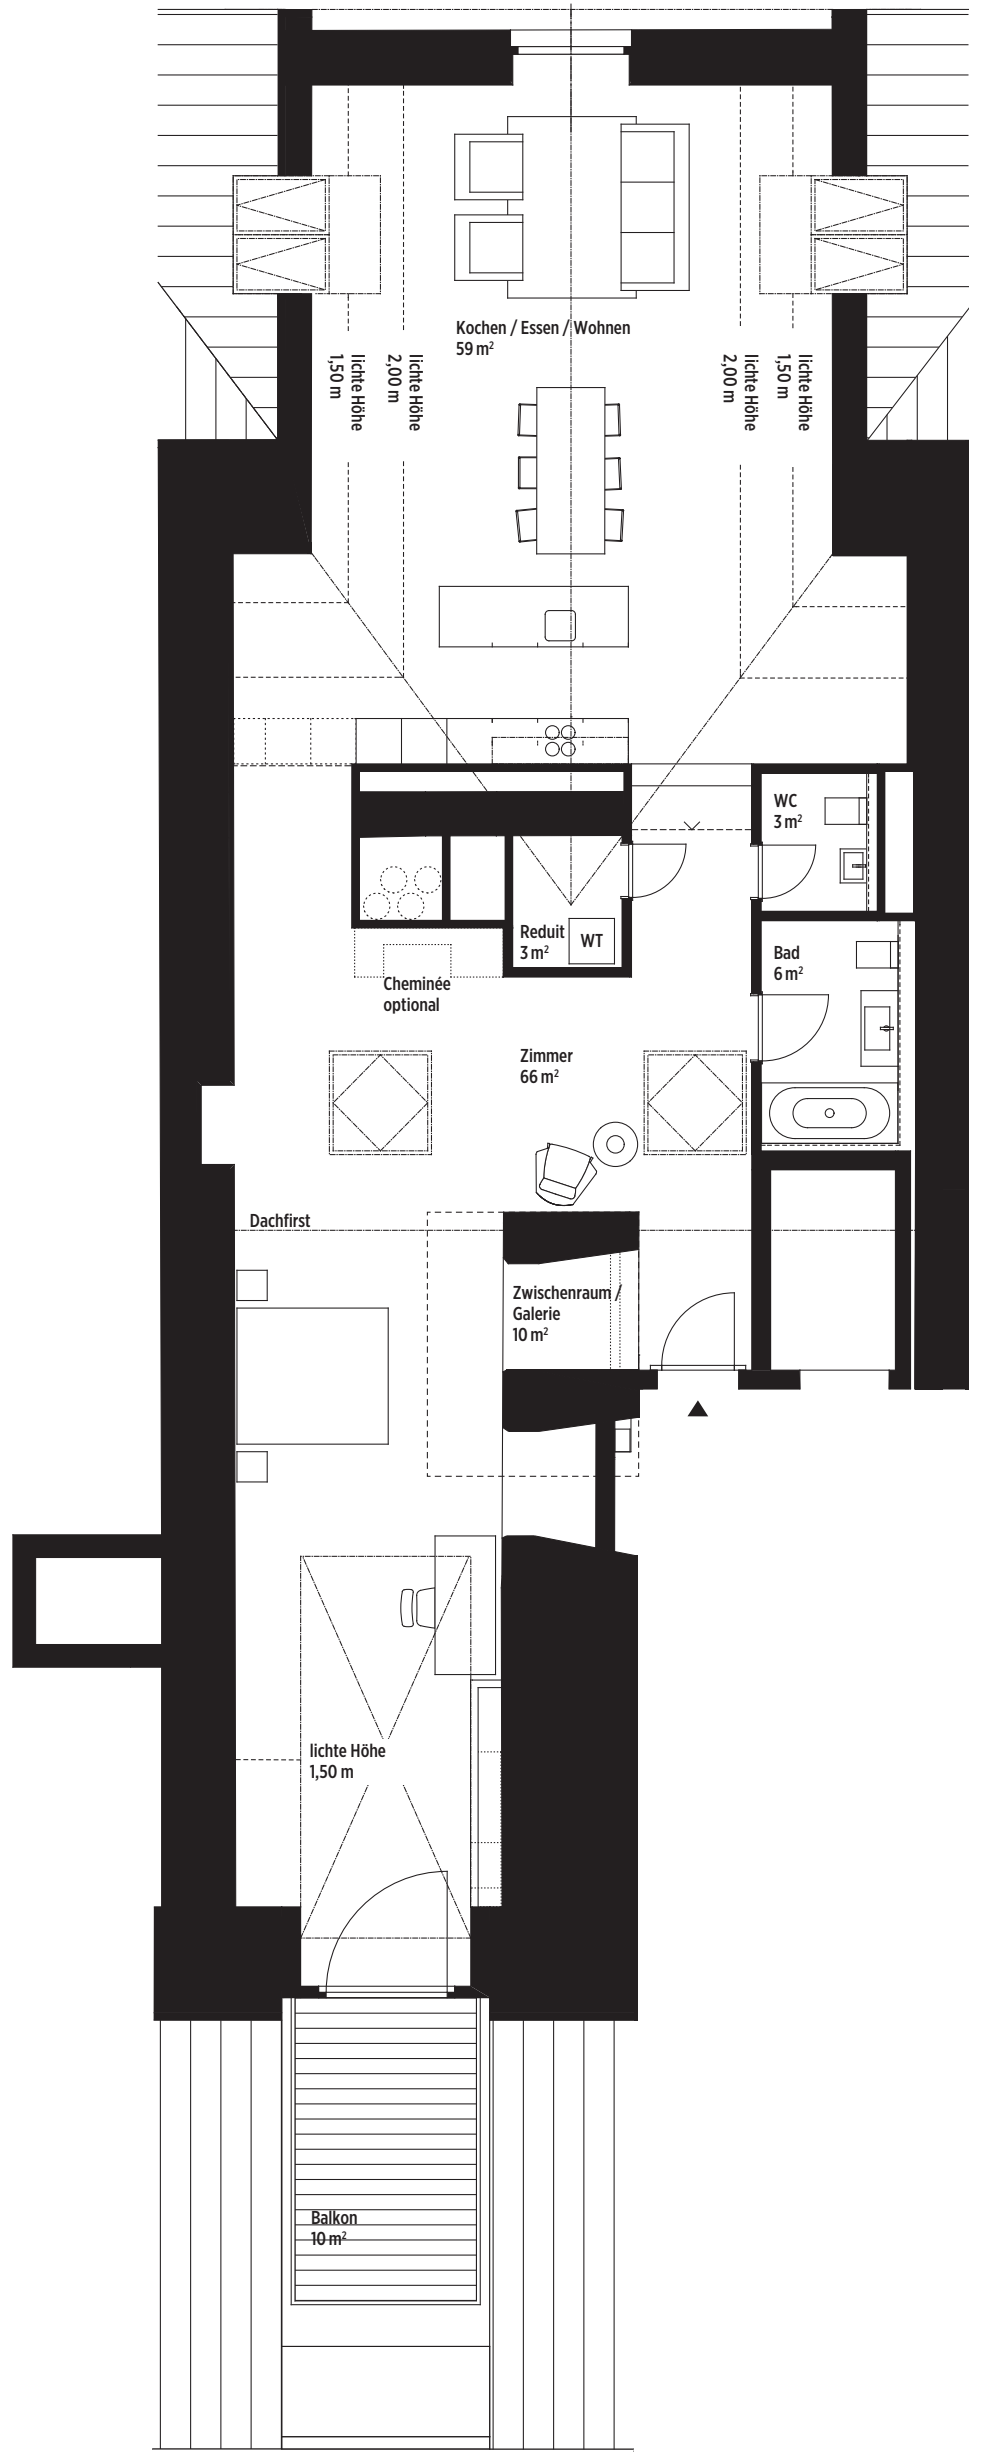 Kochen / Essen / Wohnen
59 m²
lichte Höhe
1,50 m
lichte Höhe
2,00 m
lichte Höhe
2,00 m
lichte Höhe
1,50 m
WC
3 m²
Reduit
3 m²
WT
Bad
6 m²
Cheminée
optional
Zimmer
66 m²
Dachfirst
Zwischenraum /
Galerie
10 m²
lichte Höhe
1,50 m
Balkon
10 m²